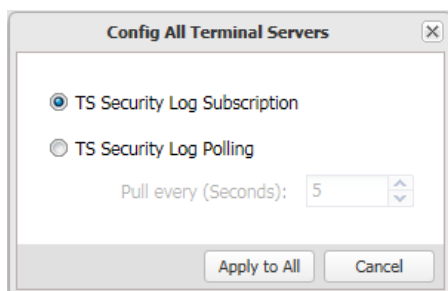 Config All Terminal Servers
TS Security Log Subscription
TS Security Log Polling
Pull every (Seconds): 5
Apply to All Cancel